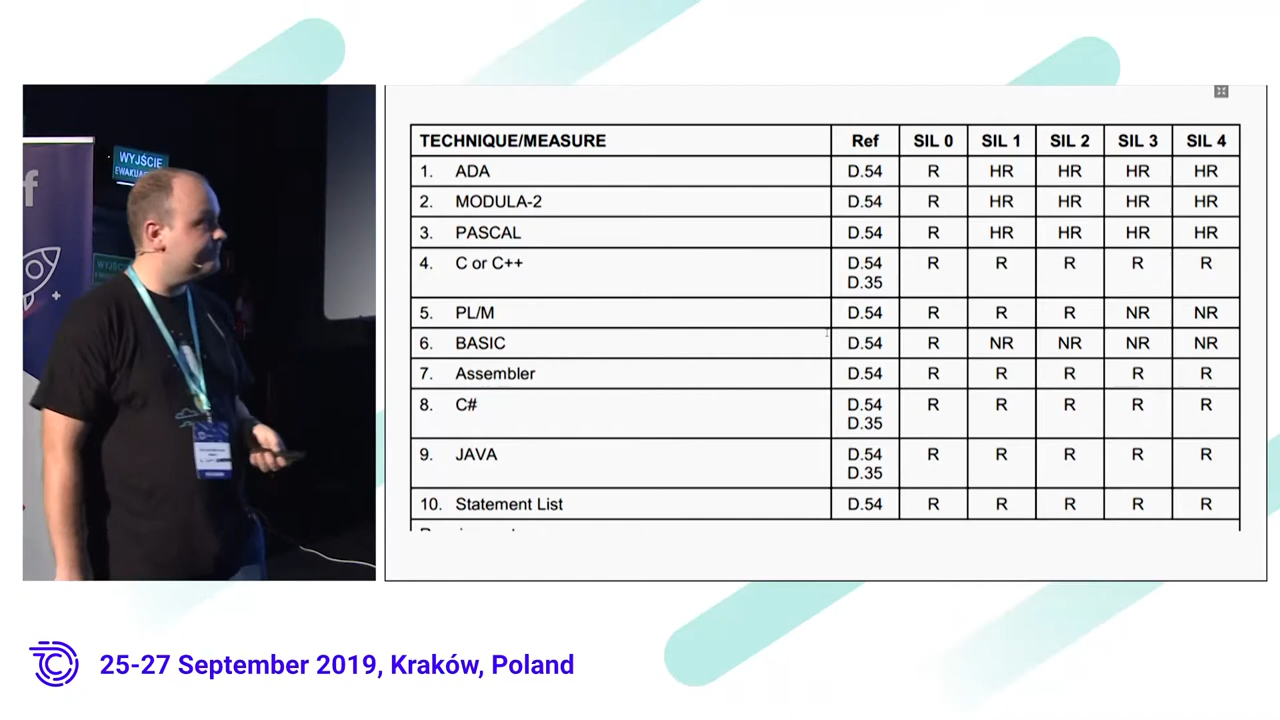 WYJŚCIE
EWAKUAC
WYJŚ
f
TECHNIQUE/MEASURE Ref SIL 0 SIL 1 SIL 2 SIL 3 SIL 4
1. ADA D.54 R HR HR HR HR
2. MODULA-2 D.54 R HR HR HR HR
3. PASCAL D.54 R HR HR HR HR
4. C or C++ D.54 R R R R R
D.35
5. PL/M D.54 R R R NR NR
6. BASIC D.54 R NR NR NR NR
7. Assembler D.54 R R R R R
8. C# D.54 R R R R R
D.35
9. JAVA D.54 R R R R R
D.35
10. Statement List D.54 R R R R R
25-27 September 2019, Kraków, Poland